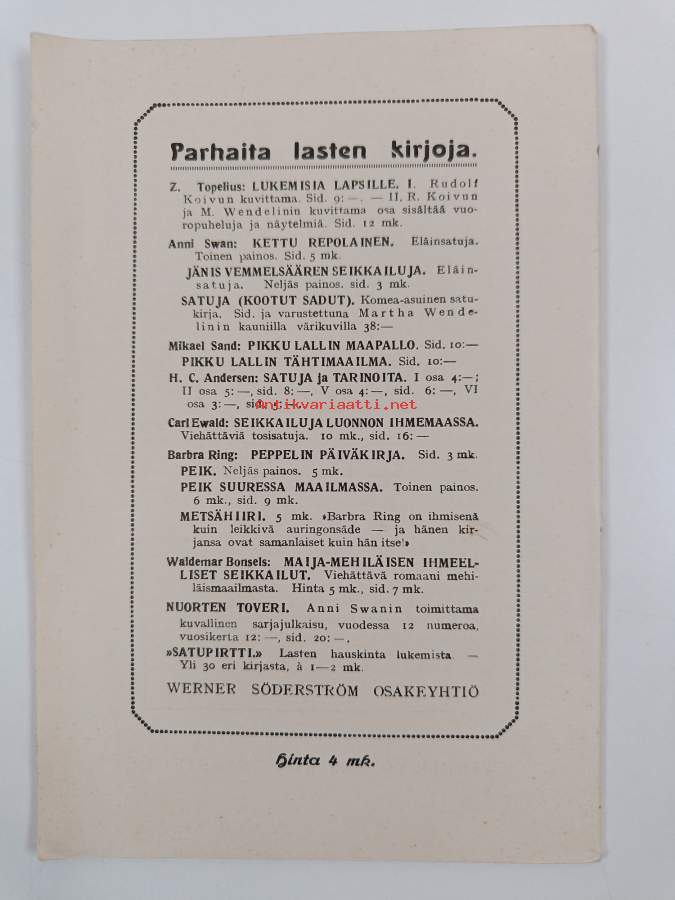 Parhaita lasten kirjoja.
Z. Topelius: LUKEMISIA LAPSILLE. I. Rudolf
Koivun kuvittama. Sid. 9: —. — II. R. Koivun
ja M. Wendelinin kuvittama osa sisältää vuo-
ropuheluja ja näytelmiä. Sid. 12 mk.
Anni Swan: KETTU REPOLAINEN. Eläinsatuja.
Toinen painos. Sid. 5 mk.
JÄNIS VEMMELSÄÄREN SEIKKAILUJA. Eläin-
satuja. Neljäs painos. sid. 3 mk.
SATUJA (KOOTUT SADUT). Komea-asuinen satu-
kirja. Sid. ja varustettuna Martha Wende-
linin kauniilla värikuvilla 38:—
Mikael Sand: PIKKU LALLIN MAAPALLO. Sid. 10:—
PIKKU LALLIN TÄHTIMAAILMA. Sid. 10:—
H. C. Andersen: SATUJA ja TARINOITA. I osa 4:—;
II osa 5: —, sid. 8: —, V osa 4: —, sid. 6: —, VI
osa 3: —, sid. 5
antikvariaatti.net
Carl Ewald: SEIKKAILUJA LUONNON IHMEMAASSA.
Viehättäviä tosisatuja. 10 mk., sid. 16: —
Barbra Ring: PEPPELIN PÄIVÄKIRJA. Sid. 3 mk.
PEIK. Neljäs painos. 5 mk.
PEIK SUURESSA MAAILMASSA. Toinen painos.
6 mk., sid. 9 mk.
METSÄHIIRI. 5 mk. »Barbra Ring on ihmisenä
kuin leikkivä auringonsäde — ja hänen kir-
jansa ovat samanlaiset kuin hän itse!»
Waldemar Bonsels: MAIJA-MEHILÄISEN IHMEEL-
LISET SEIKKAILUT. Viehättävä romaani mehi-
läismaailmasta. Hinta 5 mk., sid. 7 mk.
NUORTEN TOVERI. Anni Swanin toimittama
kuvallinen sarjajulkaisu, vuodessa 12 numeroa,
vuosikerta 12: —, sid. 20: —.
»SATUPIRTTI.» Lasten hauskinta lukemista. —
Yli 30 eri kirjasta, à 1—2 mk.
WERNER SÖDERSTRÖM OSAKEYHTIÖ
Hinta 4 mk.